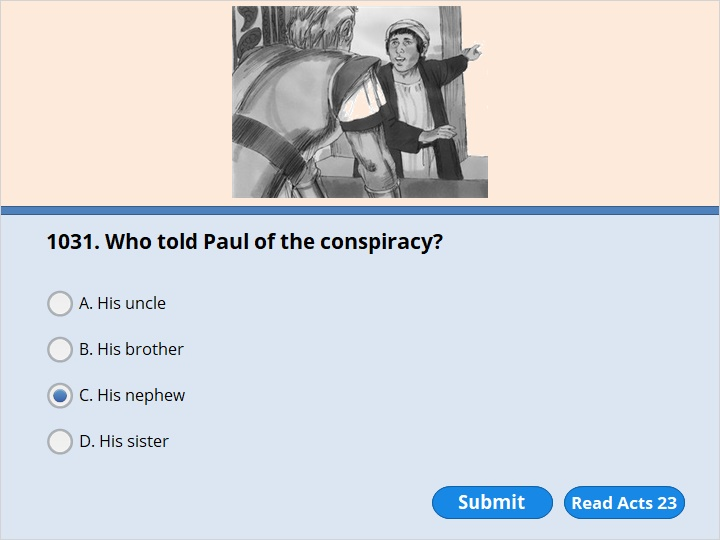 1031. Who told Paul of the conspiracy?
A. His uncle
B. His brother
C. His nephew
D. His sister
Submit
Read Acts 23